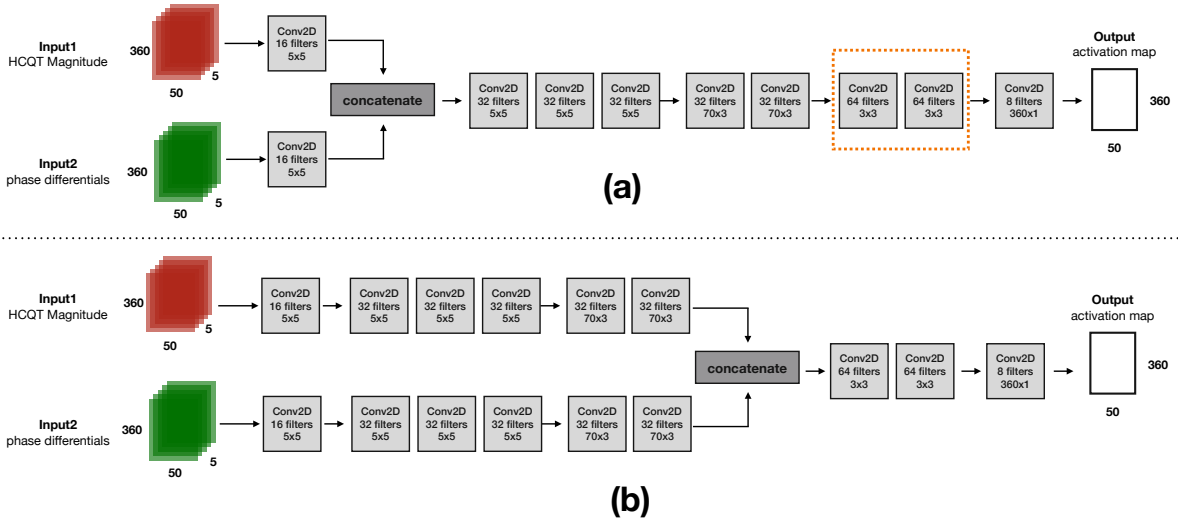 Input1
HCQT Magnitude
360
50
5
Conv2D
16 filters
5x5
Input2
phase differentials
360
50
5
Conv2D
16 filters
5x5
concatenate
Conv2D
32 filters
5x5
Conv2D
32 filters
5x5
Conv2D
32 filters
5x5
Conv2D
32 filters
70x3
Conv2D
32 filters
70x3
Conv2D
64 filters
3x3
Conv2D
64 filters
3x3
Conv2D
8 filters
360x1
Output
activation map
360
50
(a)
Input1
HCQT Magnitude
360
50
5
Conv2D
16 filters
5x5
Conv2D
32 filters
5x5
Conv2D
32 filters
5x5
Conv2D
32 filters
5x5
Conv2D
32 filters
70x3
Conv2D
32 filters
70x3
Input2
phase differentials
360
50
5
Conv2D
16 filters
5x5
Conv2D
32 filters
5x5
Conv2D
32 filters
5x5
Conv2D
32 filters
5x5
Conv2D
32 filters
70x3
Conv2D
32 filters
70x3
concatenate
Conv2D
64 filters
3x3
Conv2D
64 filters
3x3
Conv2D
8 filters
360x1
Output
activation map
360
50
(b)